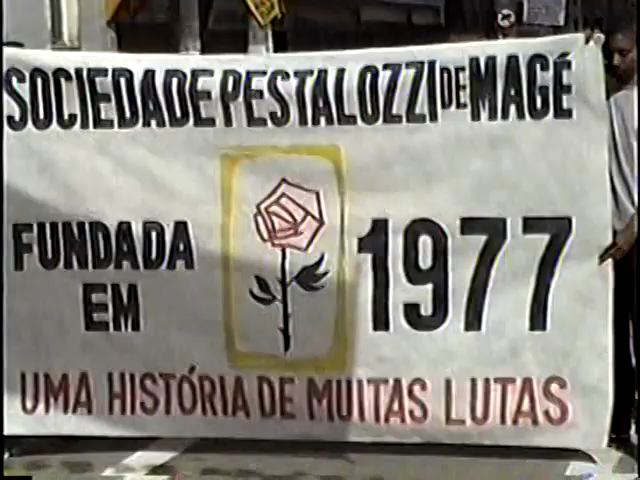 SOCIEDADE PESTALOZZI DE MAGÉ
FUNDADA EM 1977
UMA HISTÓRIA DE MUITAS LUTAS